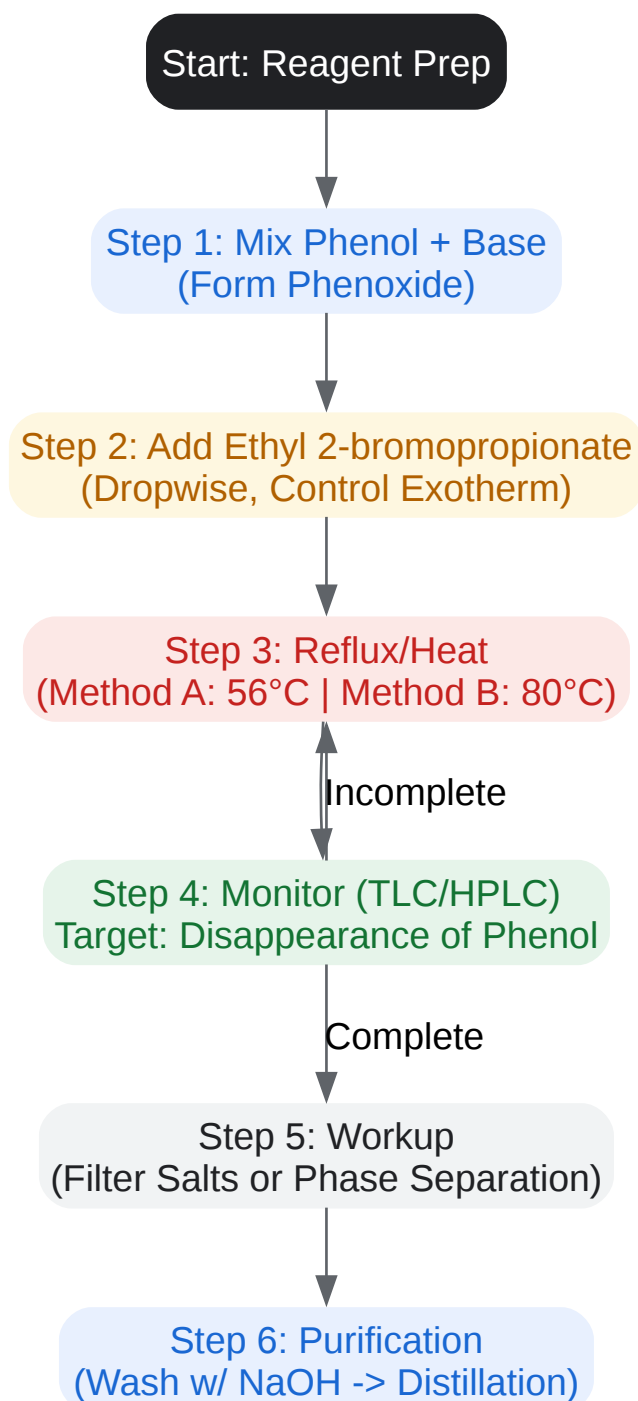 Start: Reagent Prep
Step 1: Mix Phenol + Base
(Form Phenoxide)
Step 2: Add Ethyl 2-bromopropionate
(Dropwise, Control Exotherm)
Step 3: Reflux/Heat
(Method A: 56°C | Method B: 80°C)
Incomplete
Step 4: Monitor (TLC/HPLC)
Target: Disappearance of Phenol
Complete
Step 5: Workup
(Filter Salts or Phase Separation)
Step 6: Purification
(Wash w/ NaOH -> Distillation)